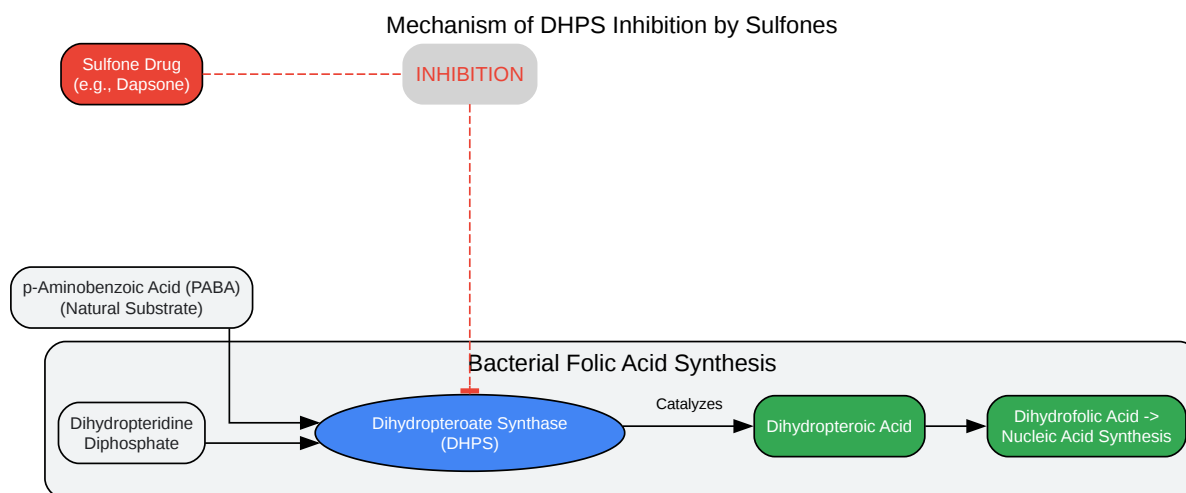 Mechanism of DHPS Inhibition by Sulfones
Sulfone Drug
(e.g., Dapsone)
INHIBITION
p-Aminobenzoic Acid (PABA)
(Natural Substrate)
Bacterial Folic Acid Synthesis
Dihydropteridine
Diphosphate
Dihydropteroate Synthase
(DHPS)
Catalyzes
Dihydropteroic Acid
Dihydrofolic Acid ->
Nucleic Acid Synthesis